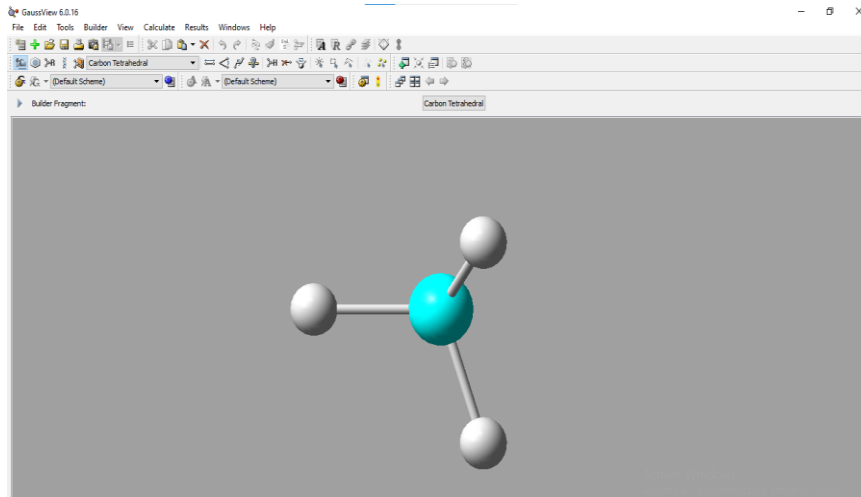 GaussView 6.0.16
File Edit Tools Builder View Calculate Results Windows Help
Carbon Tetrahedral
(Default Scheme) (Default Scheme)
Builder Fragment: Carbon Tetrahedral